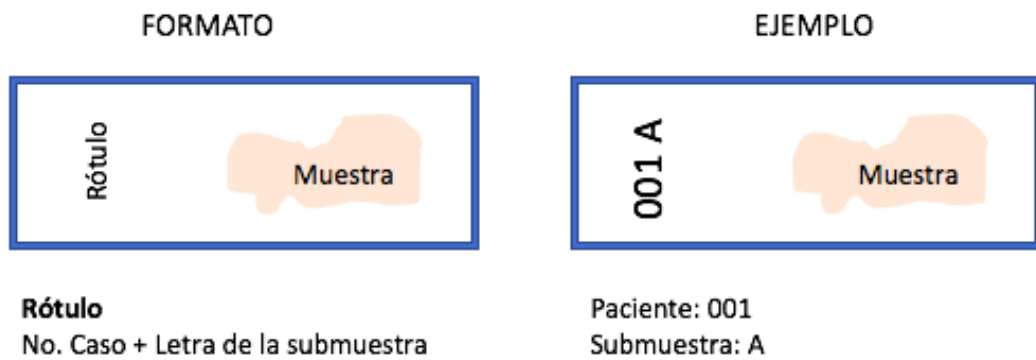 FORMATO
EJEMPLO
Rótulo
Muestra
001 A
Muestra
Rótulo
No. Caso + Letra de la submuestra
Paciente: 001
Submuestra: A